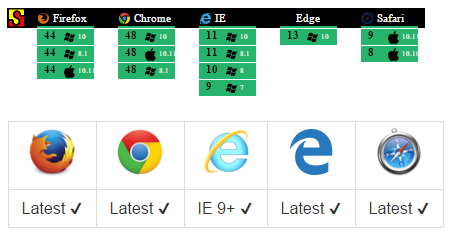 S Firefox Chrome IE Edge Safari
44 10 48 10 11 10 13 10 9 10.11
44 8.1 48 10.11 11 8.1 8 10.10
44 10.11 48 8.1 10 8
9 7
Latest ✔ Latest ✔ IE 9+ ✔ Latest ✔ Latest ✔